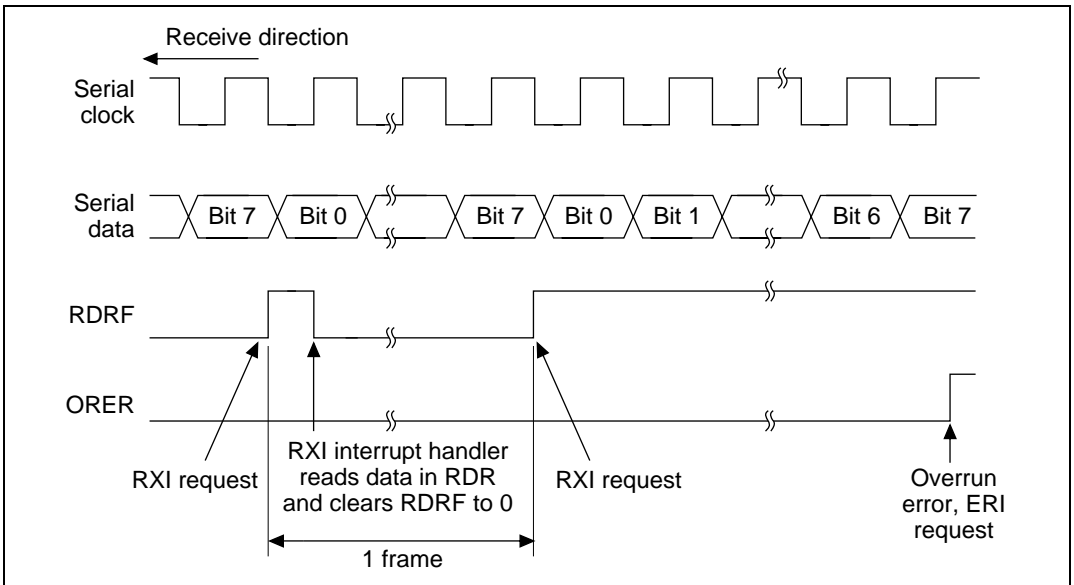 Receive direction
Serial
clock
Serial
data
Bit 7
Bit 0
Bit 7
Bit 0
Bit 1
Bit 6
Bit 7
RDRF
ORER
RXI request
RXI interrupt handler
reads data in RDR
and clears RDRF to 0
RXI request
Overrun
error, ERI
request
1 frame